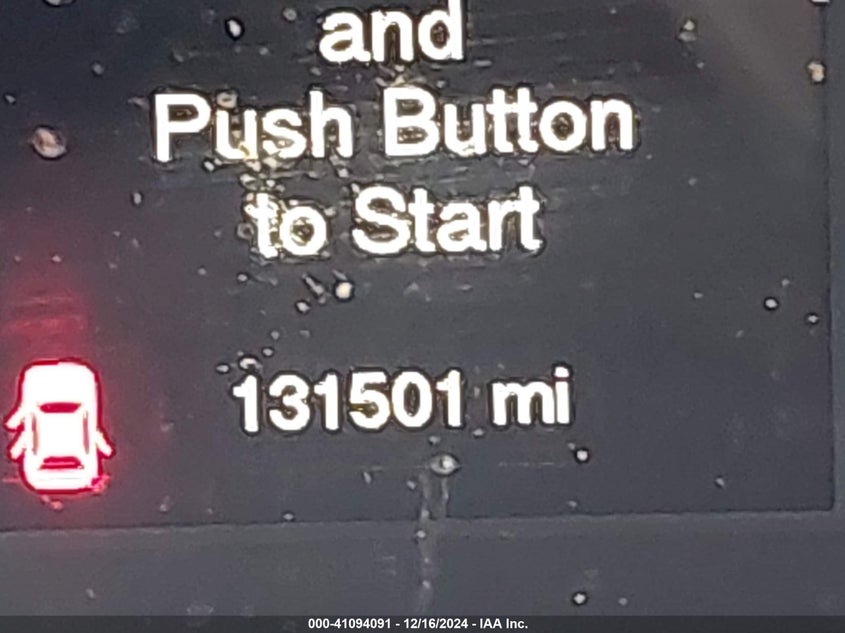 and
Push Button
to Start
131501 mi
000-41094091 - 12/16/2024 - IAA Inc.